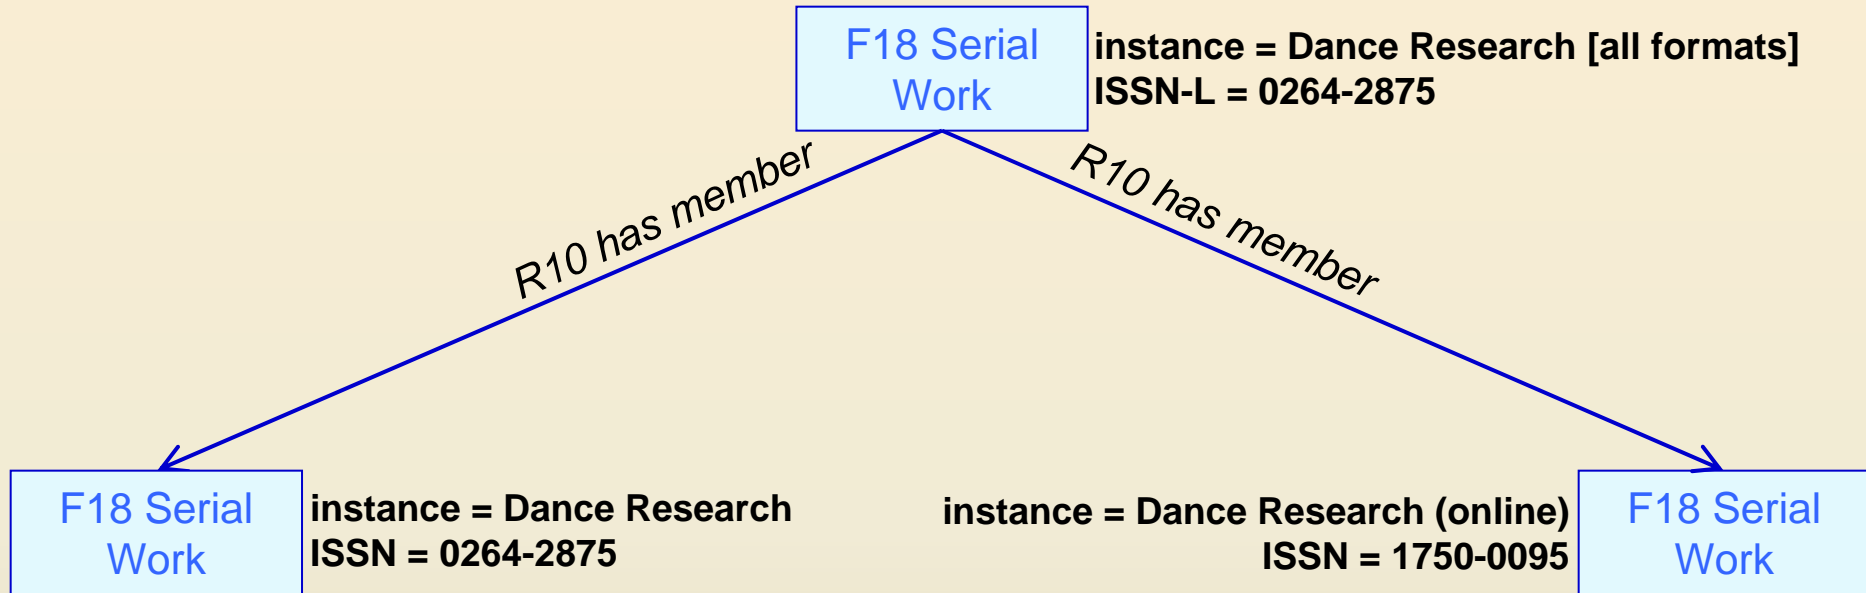 F18 Serial
Work
instance = Dance Research [all formats]
ISSN-L = 0264-2875
R10 has member
R10 has member
F18 Serial
Work
instance = Dance Research
ISSN = 0264-2875
instance = Dance Research (online)
ISSN = 1750-0095
F18 Serial
Work